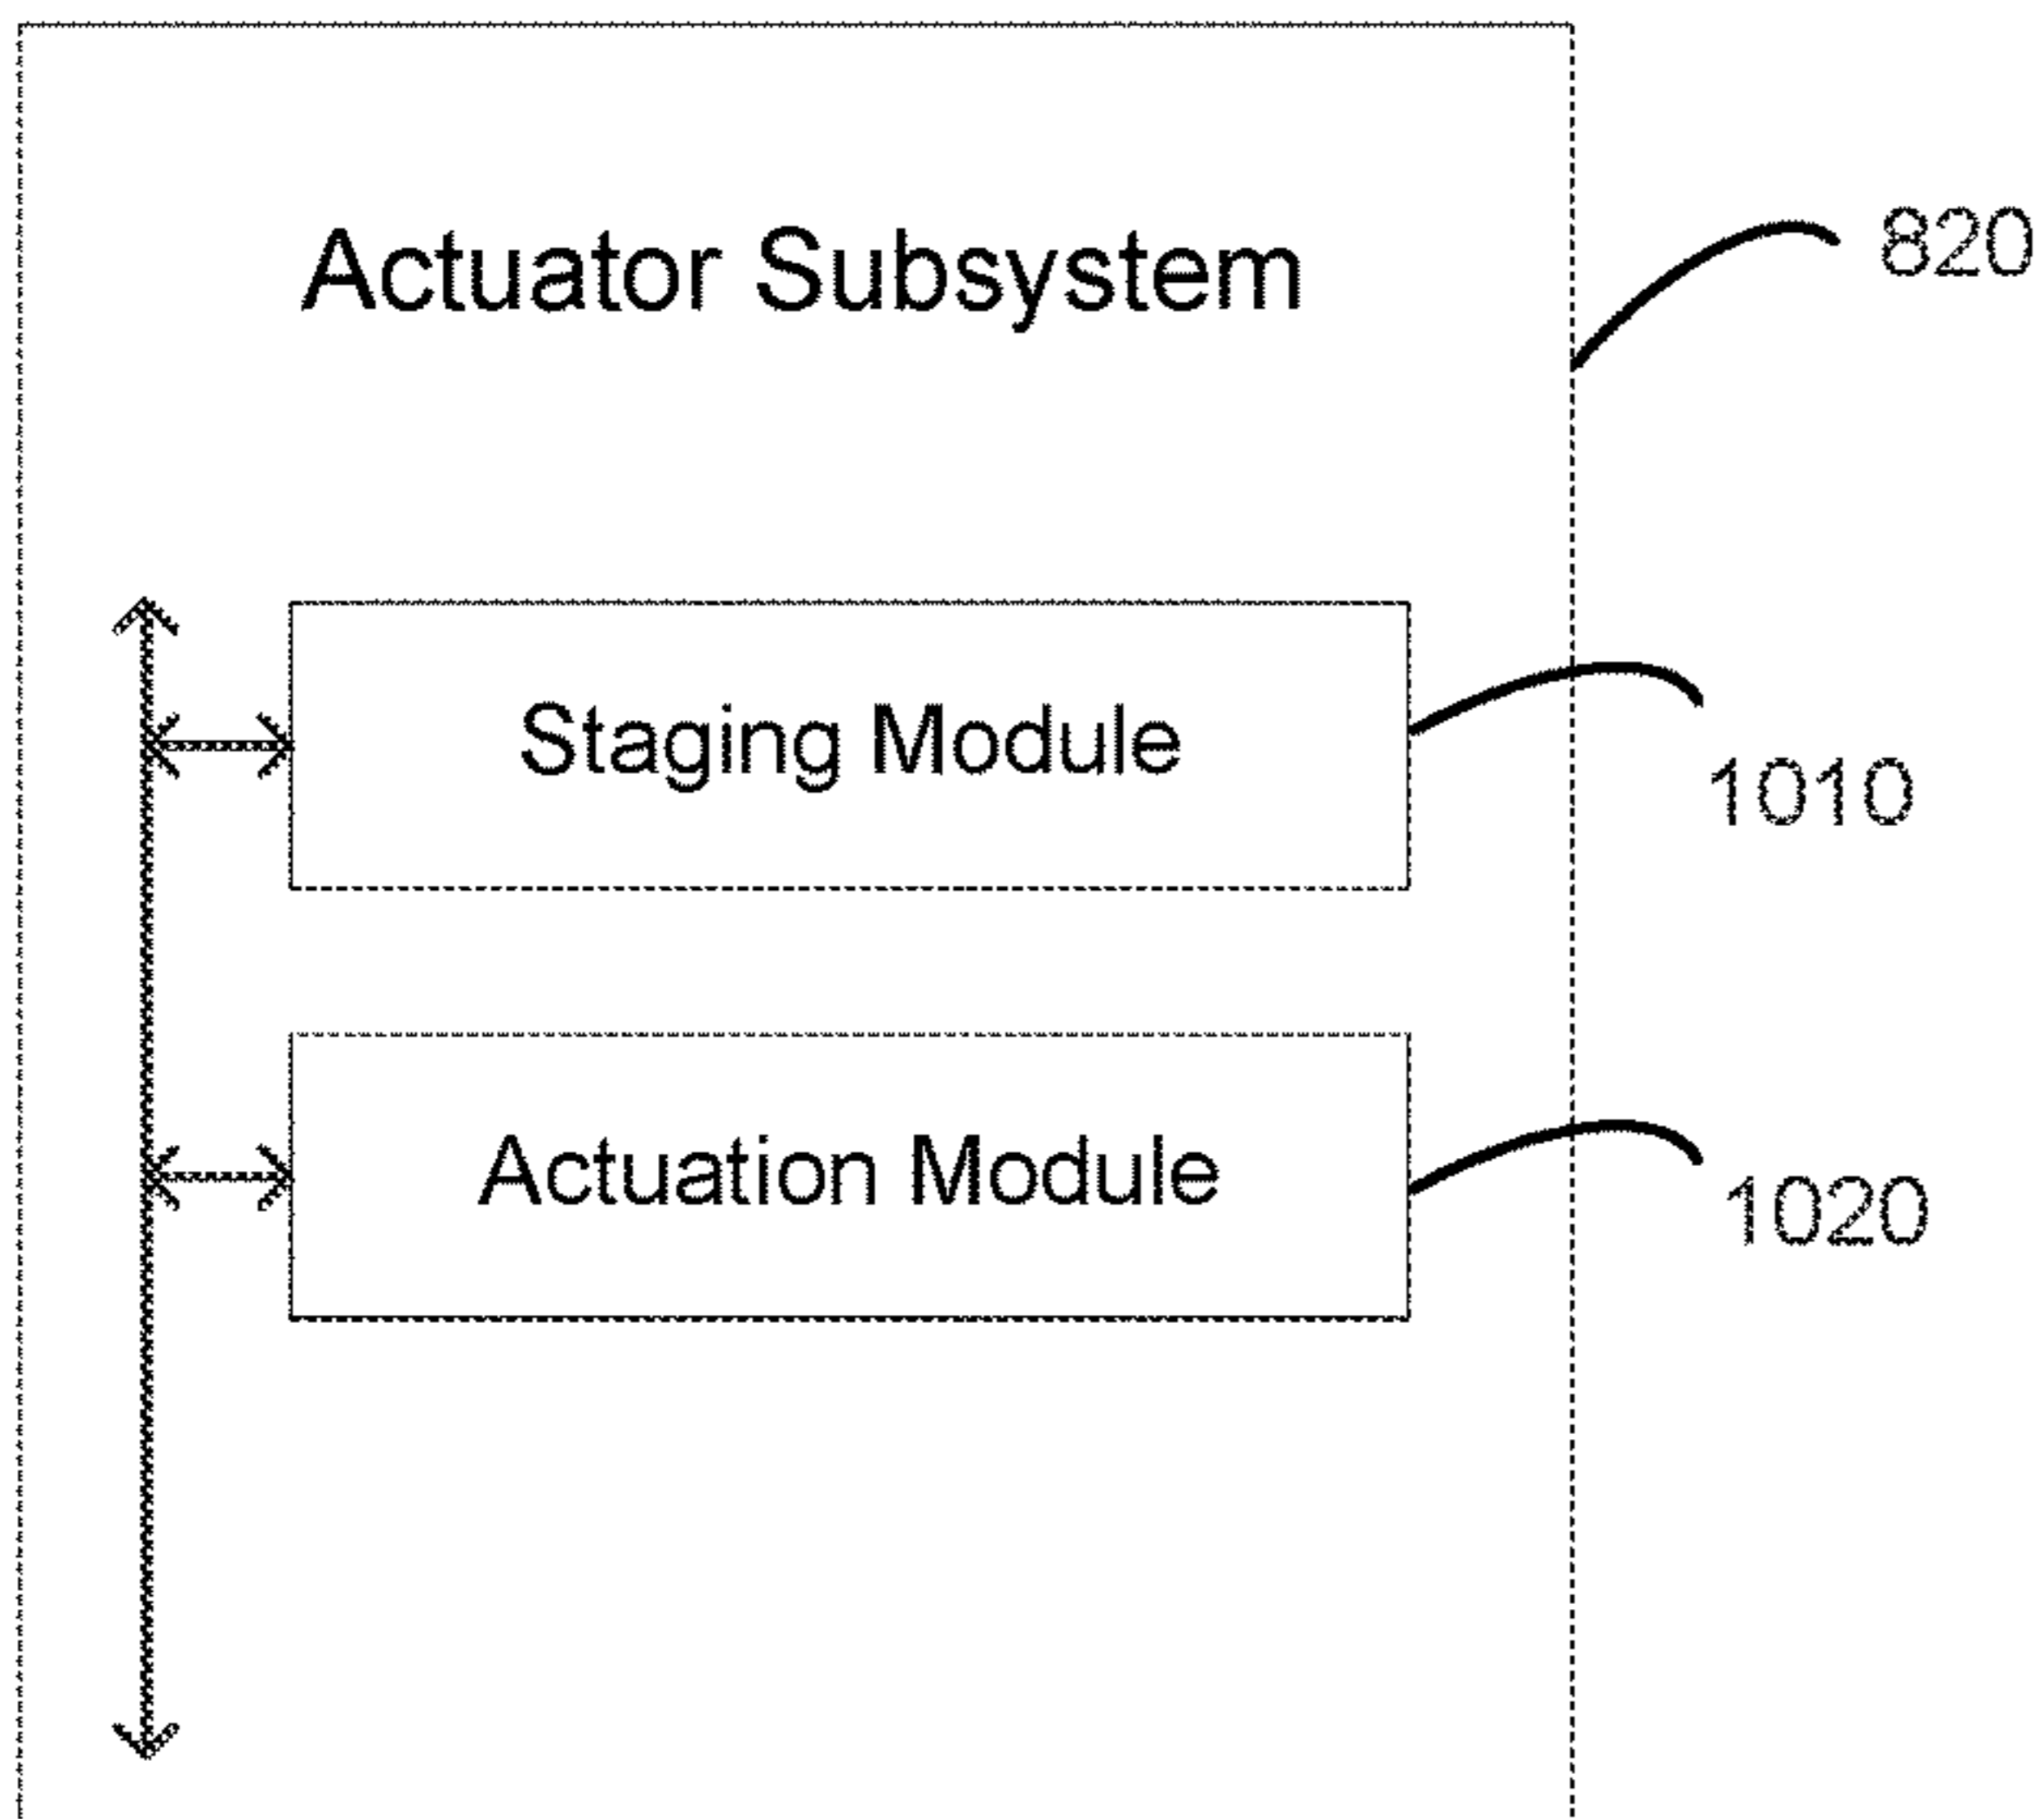 Actuator Subsystem
820
Staging Module
1010
Actuation Module
1020